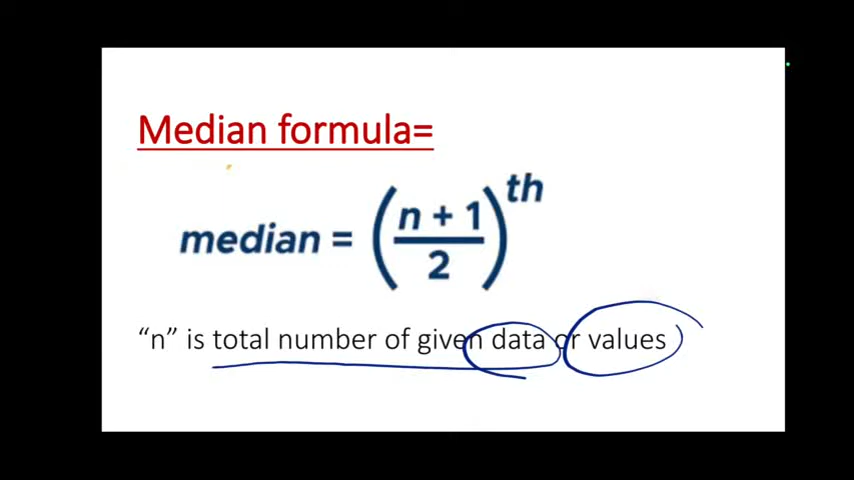 Median formula=
median = (n + 1 / 2)th
“n” is total number of given data or values